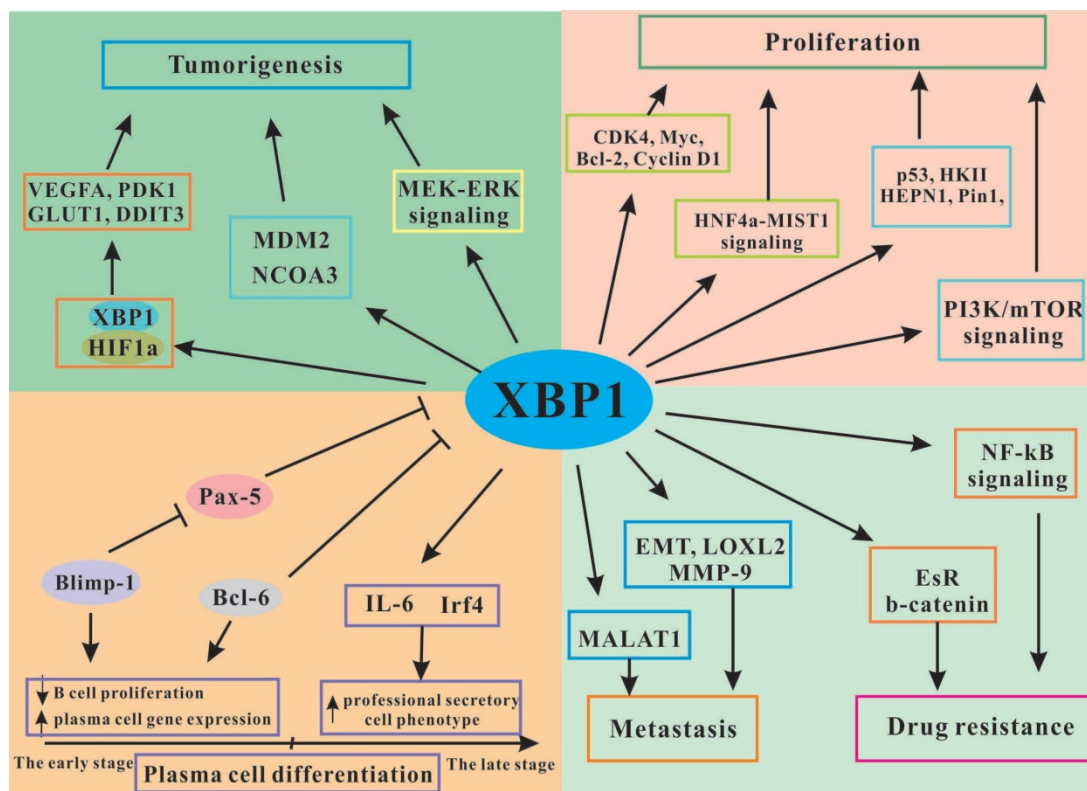 Tumorigenesis
VEGFA, PDK1
GLUT1, DDIT3
MDM2
NCOA3
MEK-ERK
signaling
XBP1
HIF1a
Proliferation
CDK4, Myc,
Bcl-2, Cyclin D1
HNF4a-MIST1
signaling
p53, HKII
HEPN1, Pin1,
PI3K/mTOR
signaling
XBP1
Pax-5
Blimp-1
Bcl-6
IL-6 Irf4
B cell proliferation
plasma cell gene expression
professional secretory
cell phenotype
The early stage
Plasma cell differentiation
The late stage
NF-kB
signaling
EMT, LOXL2
MMP-9
EsR
b-catenin
MALAT1
Metastasis
Drug resistance